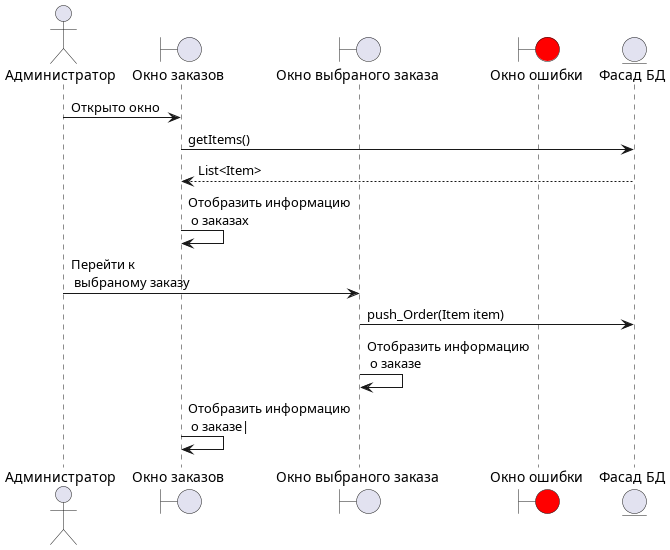 Администратор
Окно заказов
Окно выбраного заказа
Окно ошибки
Фасад БД
Открыто окно
getItems()
List<Item>
Отобразить информацию
о заказах
Перейти к
выбраному заказу
push_Order(Item item)
Отобразить информацию
о заказе
Отобразить информацию
о заказе|
Администратор
Окно заказов
Окно выбраного заказа
Окно ошибки
Фасад БД